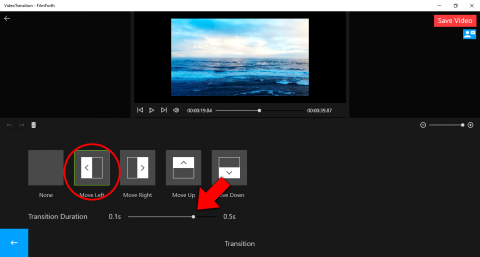 VideoTransition - FilmForth
Save Video
00:00:19.84
00:00:39.87
None
Move Left
Move Right
Move Up
Move Down
Transition Duration 0.1s 0.5s
Transition